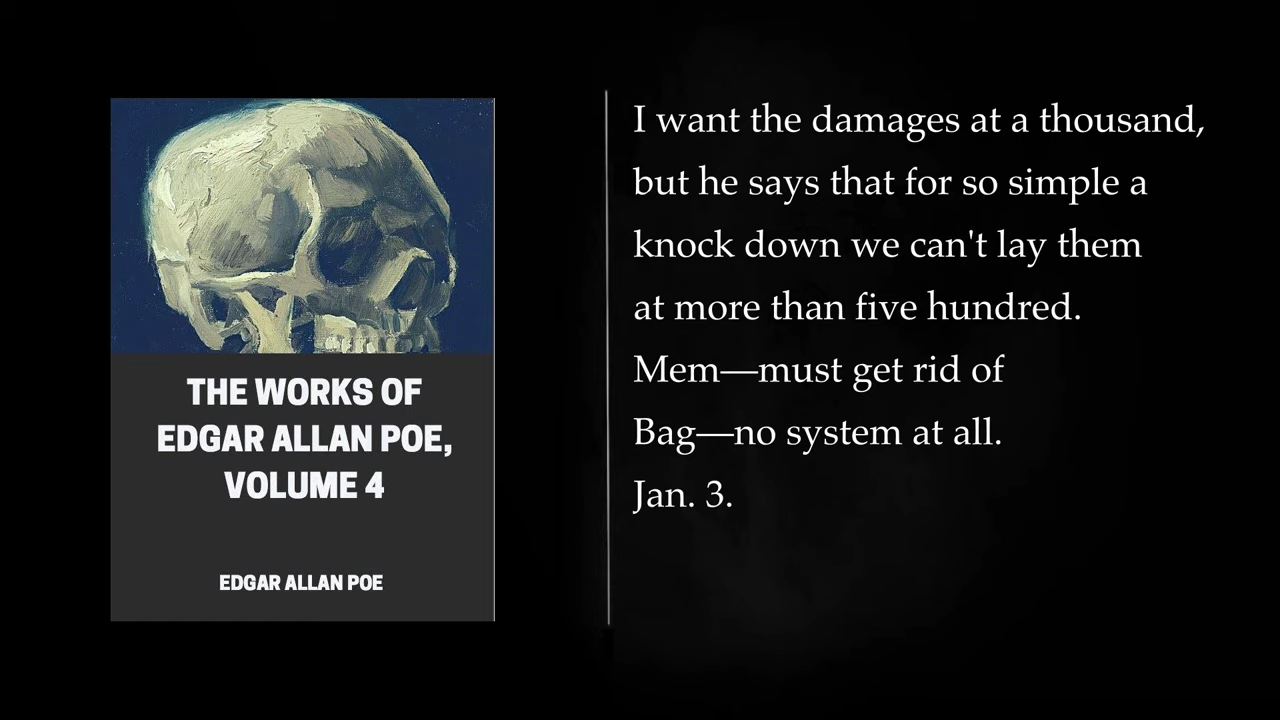 THE WORKS OF
EDGAR ALLAN POE,
VOLUME 4
EDGAR ALLAN POE
I want the damages at a thousand,
but he says that for so simple a
knock down we can't lay them
at more than five hundred.
Mem—must get rid of
Bag—no system at all.
Jan. 3.